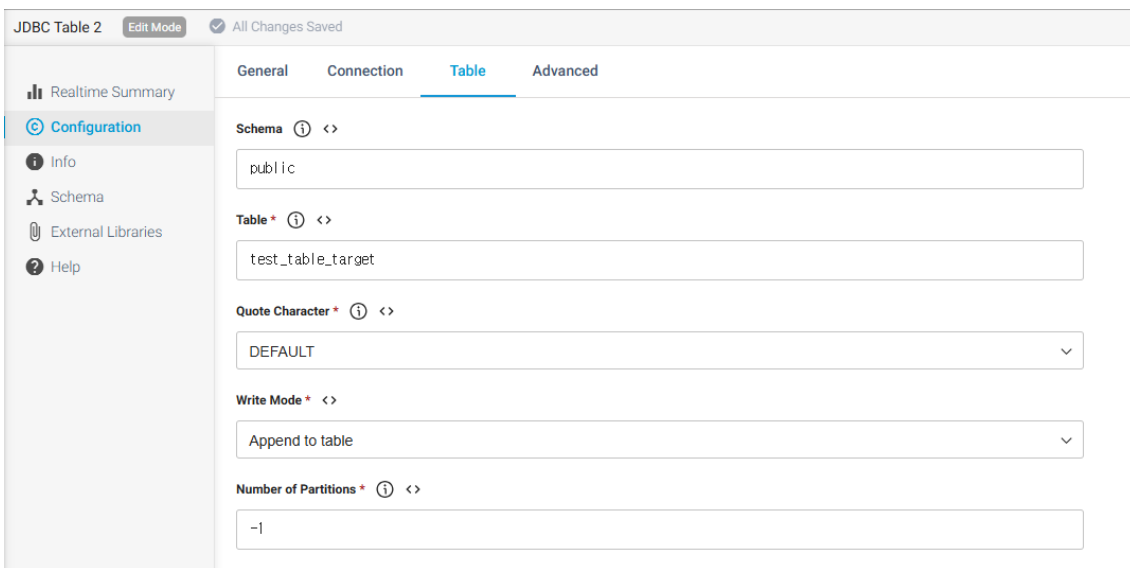 JDBC Table 2 Edit Mode All Changes Saved
General Connection Table Advanced
Realtime Summary
Configuration
Info
Schema
External Libraries
Help
Schema
public
Table *
test_table_target
Quote Character *
DEFAULT
Write Mode *
Append to table
Number of Partitions *
-1